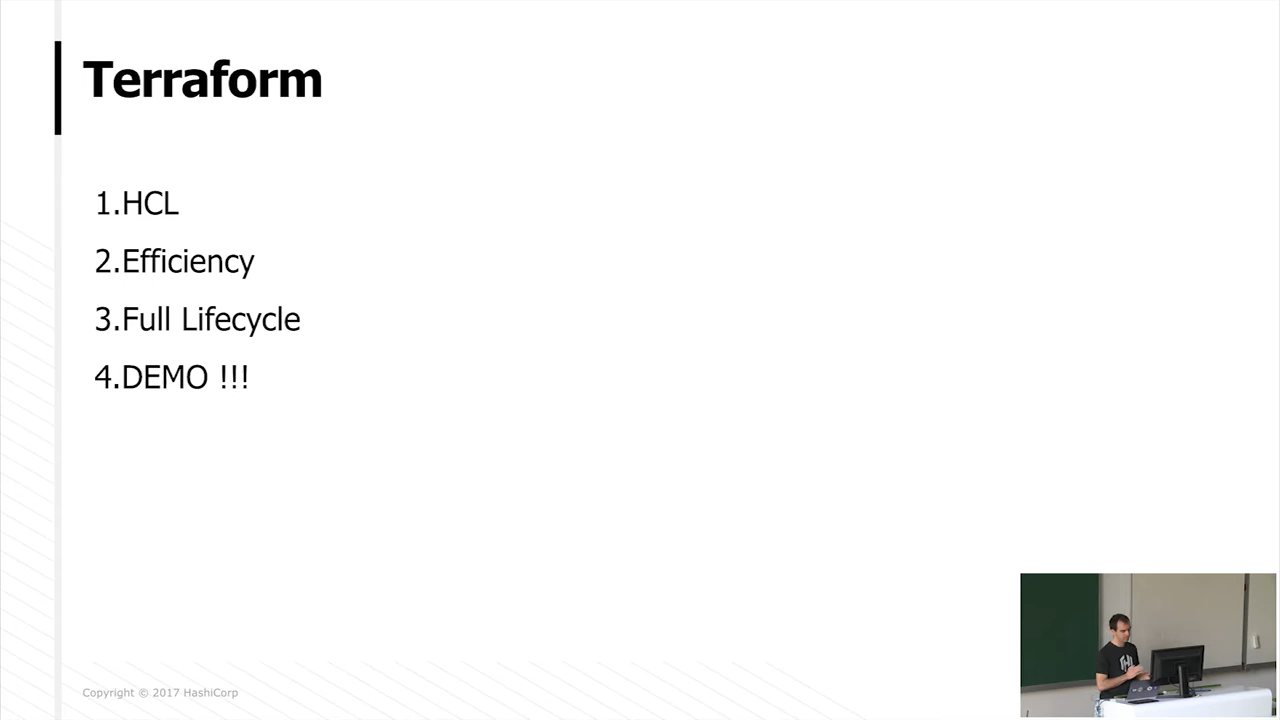 Terraform
1.HCL
2.Efficiency
3.Full Lifecycle
4.DEMO !!!
Copyright © 2017 HashiCorp